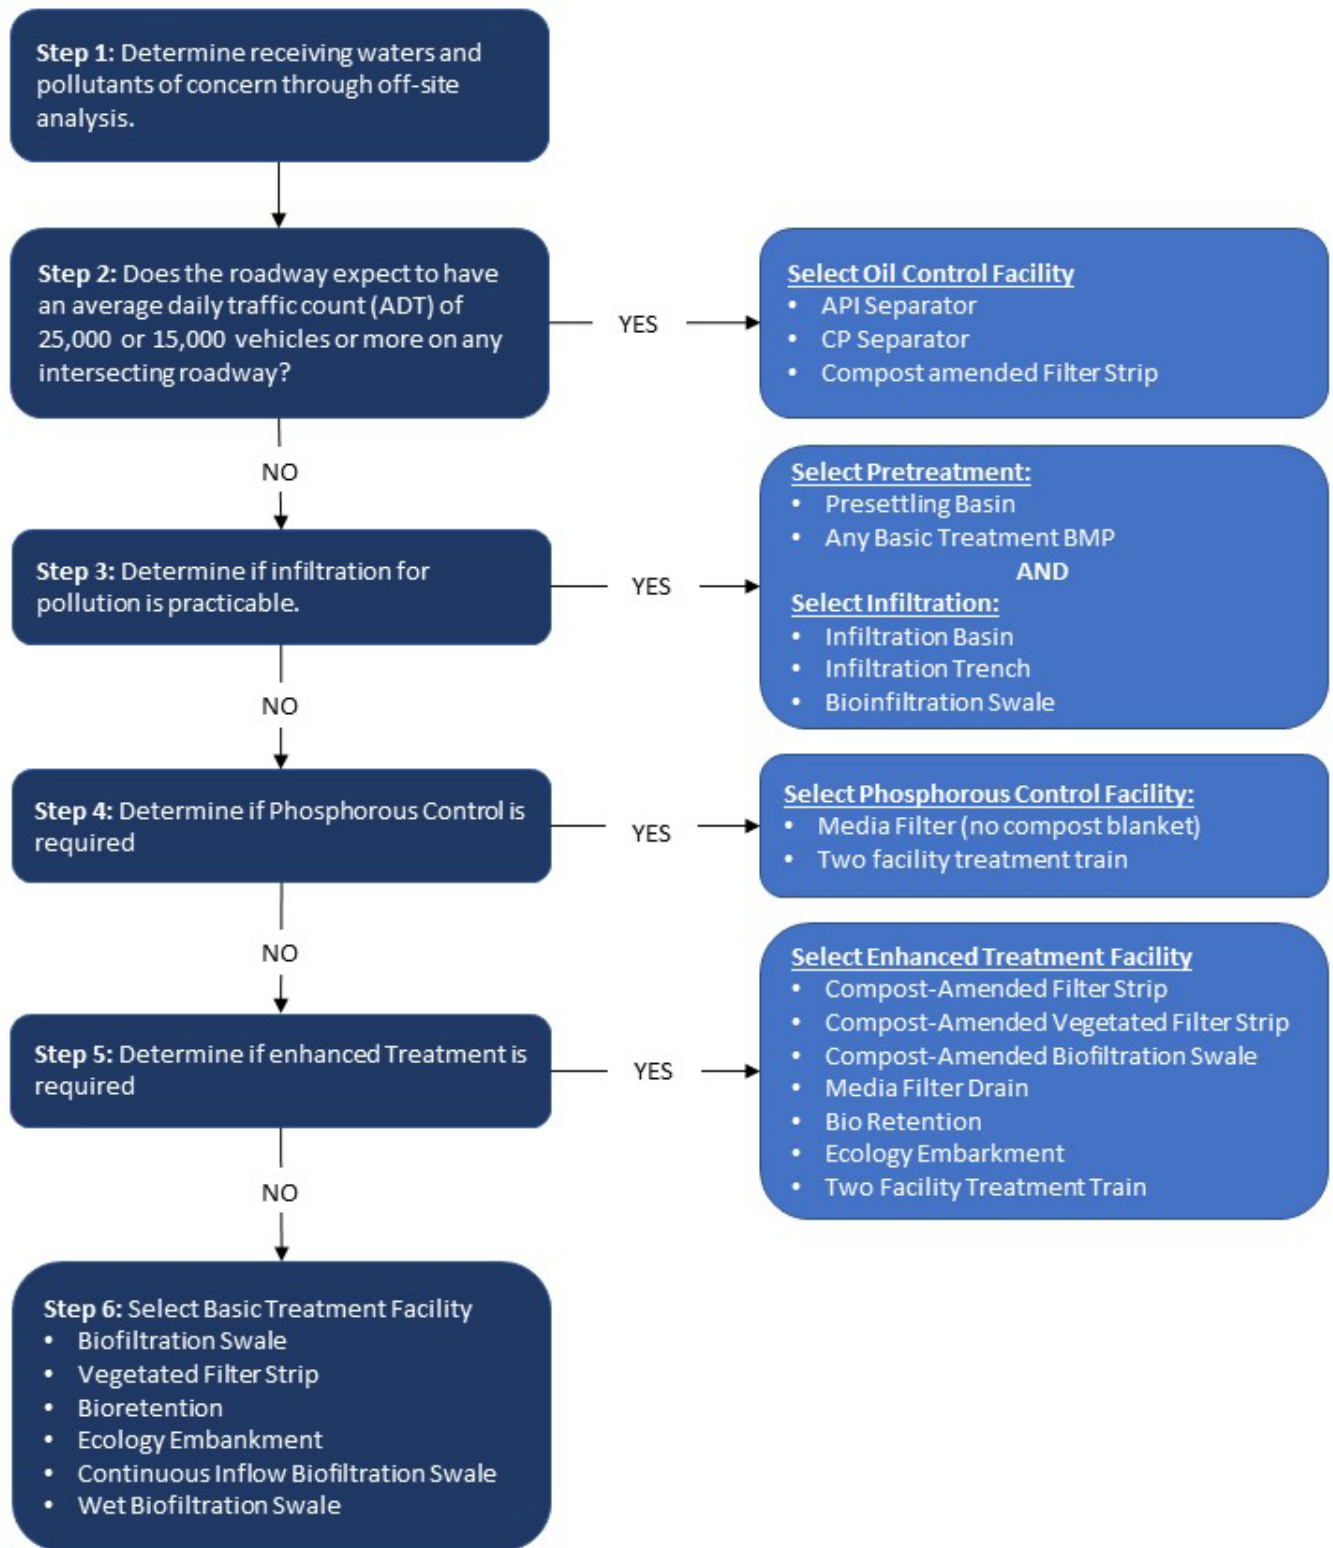 Step 1: Determine receiving waters and
pollutants of concern through off-site
analysis.
Step 2: Does the roadway expect to have
an average daily traffic count (ADT) of
25,000 or 15,000 vehicles or more on any
intersecting roadway?
YES
Select Oil Control Facility
• API Separator
• CP Separator
• Compost amended Filter Strip
NO
Step 3: Determine if infiltration for
pollution is practicable.
YES
Select Pretreatment:
• Presettling Basin
• Any Basic Treatment BMP
AND
Select Infiltration:
• Infiltration Basin
• Infiltration Trench
• Bioinfiltration Swale
NO
Step 4: Determine if Phosphorous Control is
required
YES
Select Phosphorous Control Facility:
• Media Filter (no compost blanket)
• Two facility treatment train
NO
Step 5: Determine if enhanced Treatment is
required
YES
Select Enhanced Treatment Facility
• Compost-Amended Filter Strip
• Compost-Amended Vegetated Filter Strip
• Compost-Amended Biofiltration Swale
• Media Filter Drain
• Bio Retention
• Ecology Embarkment
• Two Facility Treatment Train
NO
Step 6: Select Basic Treatment Facility
• Biofiltration Swale
• Vegetated Filter Strip
• Bioretention
• Ecology Embankment
• Continuous Inflow Biofiltration Swale
• Wet Biofiltration Swale